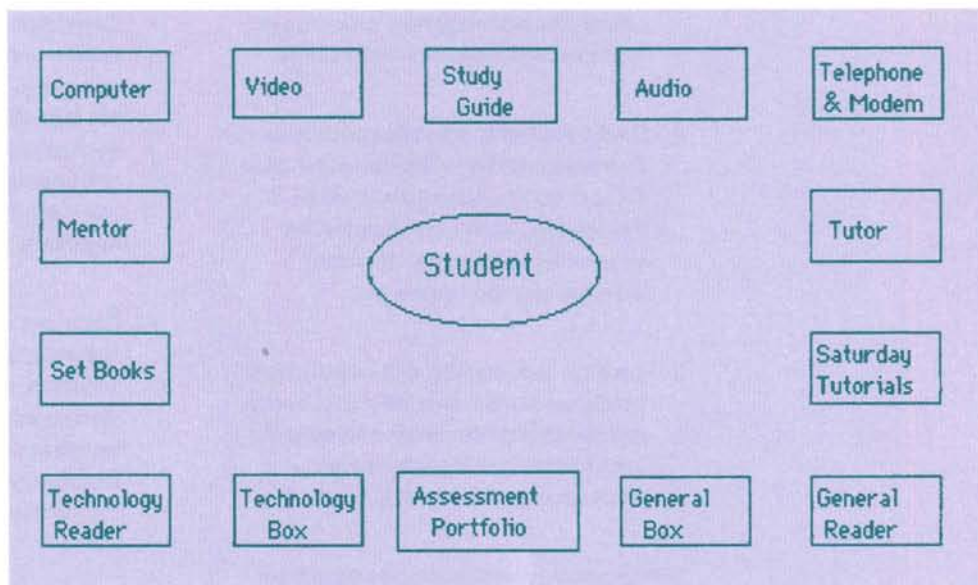 Computer
Video
Study
Guide
Audio
Telephone
& Modem
Mentor
Student
Tutor
Set Books
Saturday
Tutorials
Technology
Reader
Technology
Box
Assessment
Portfolio
General
Box
General
Reader